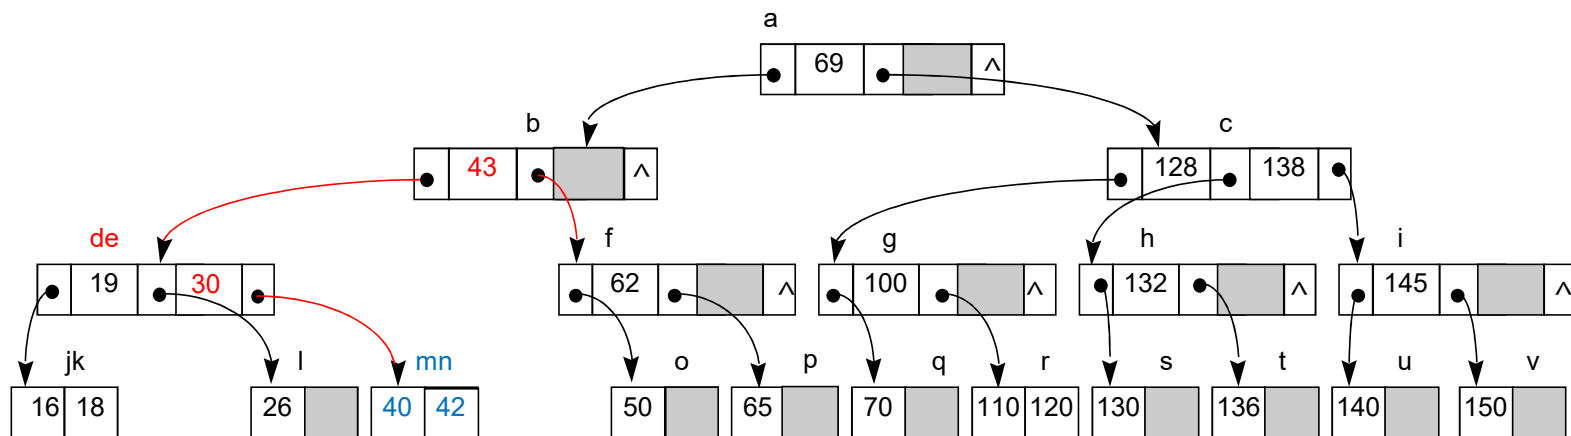 a
69 ^
b c
43 ^ 128 138
de f g h i
19 30 62 ^ 100 ^ 132 ^ 145 ^
jk l mn o p q r s t u v
16 18 26 40 42 50 65 70 110 120 130 136 140 150